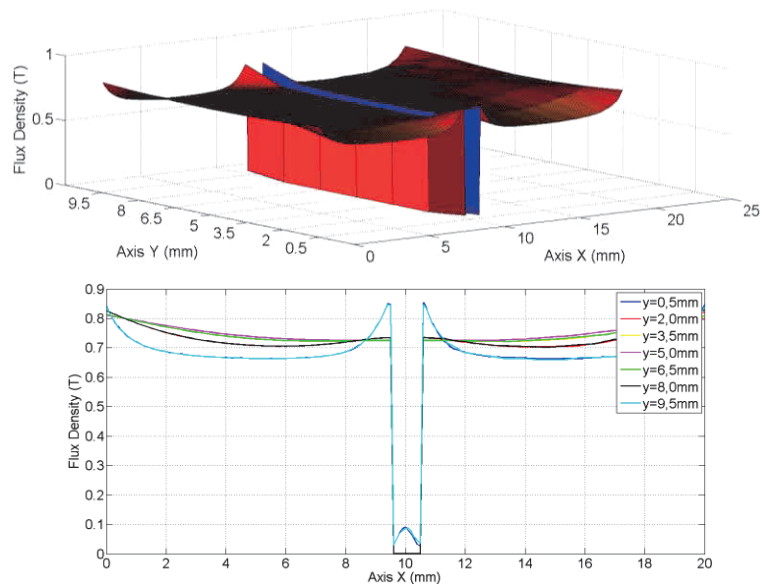 1
0.5
0
Flux Density (T)
9.5
8
6.5
5
3.5
2
0.5
Axis Y (mm)
0
5
10
15
20
25
Axis X (mm)
0.9
0.8
0.7
0.6
0.5
0.4
0.3
0.2
0.1
0
Flux Density (T)
y=0,5mm
y=2,0mm
y=3,5mm
y=5,0mm
y=6,5mm
y=8,0mm
y=9,5mm
0 2 4 6 8 10 12 14 16 18 20
Axis X (mm)